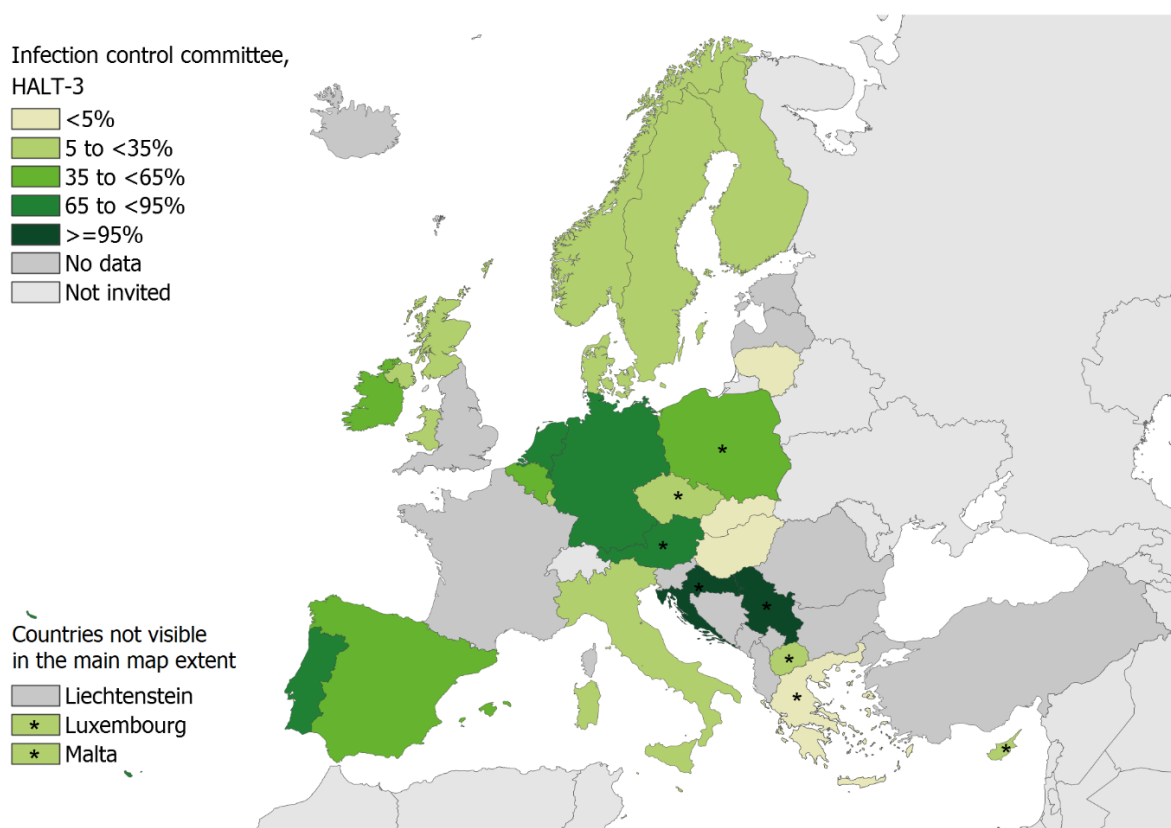 Infection control committee,
HALT-3
<5%
5 to <35%
35 to <65%
65 to <95%
>=95%
No data
Not invited
Countries not visible
in the main map extent
Liechtenstein
* Luxembourg
* Malta